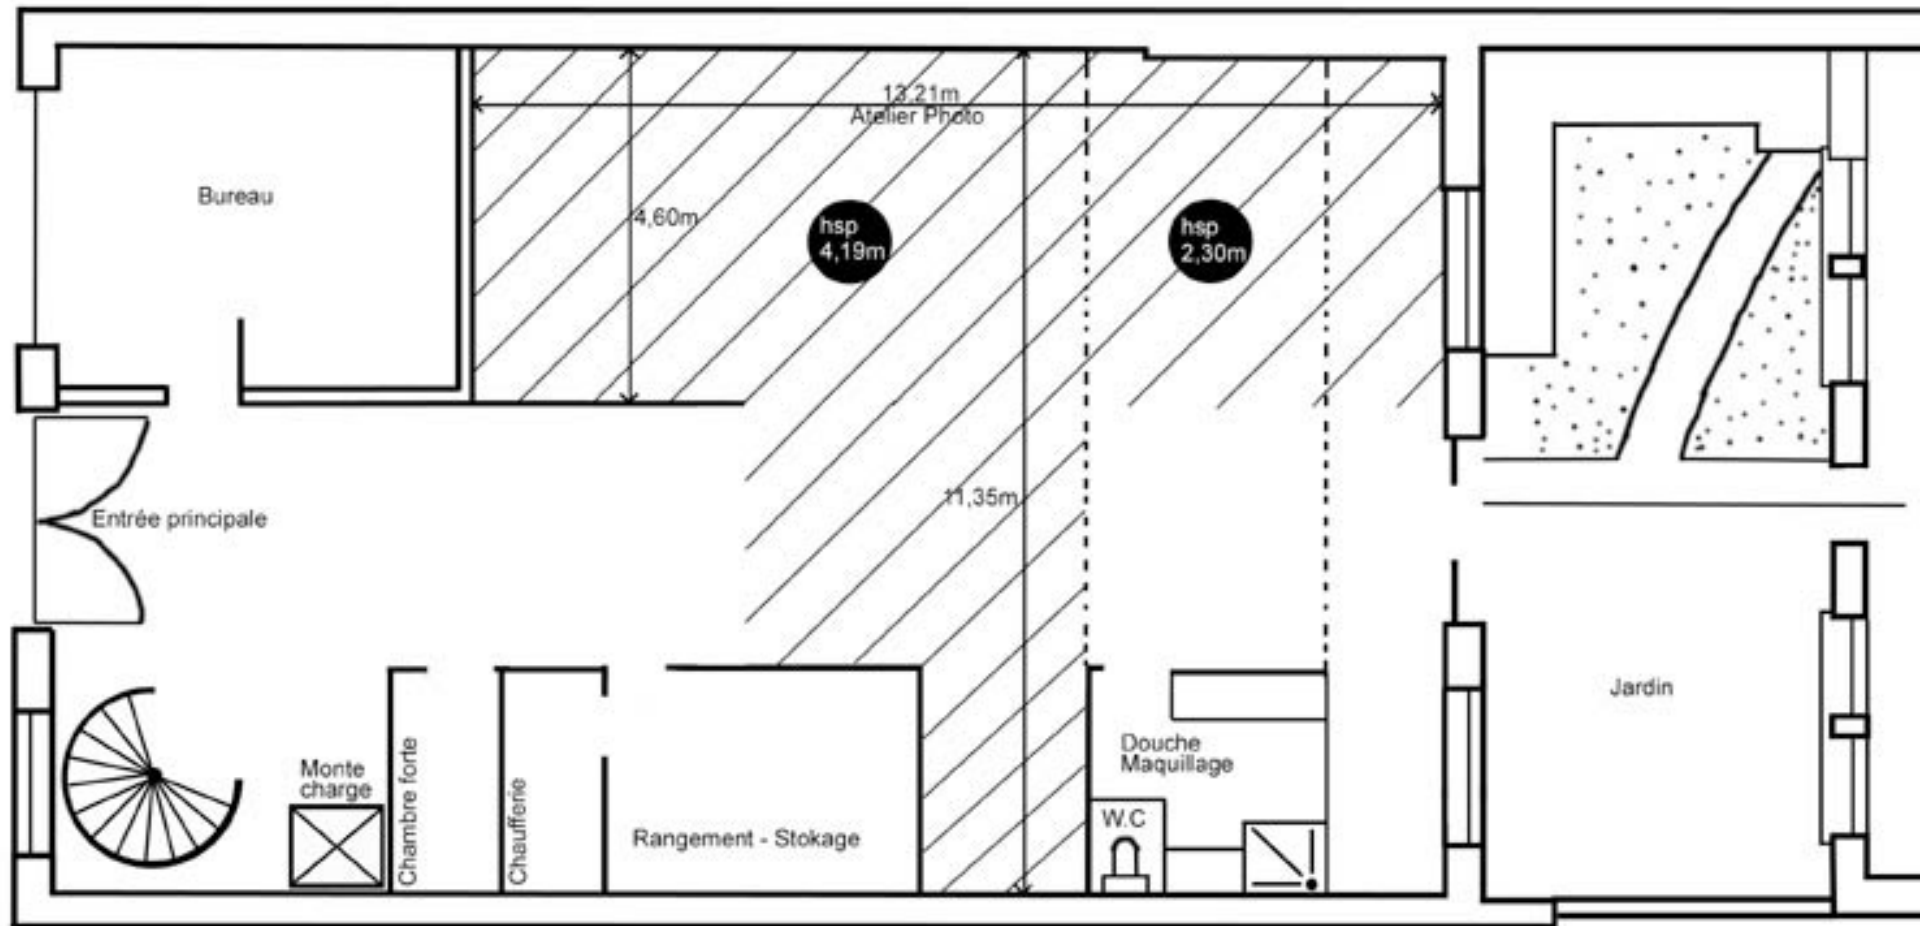 13,21m
Atelier Photo
Bureau
4,60m
hsp
4,19m
hsp
2,30m
11,35m
Entrée principale
Jardin
Monte
charge
Chambre forte
Chaufferie
Rangement - Stokage
Douche
Maquillage
W.C